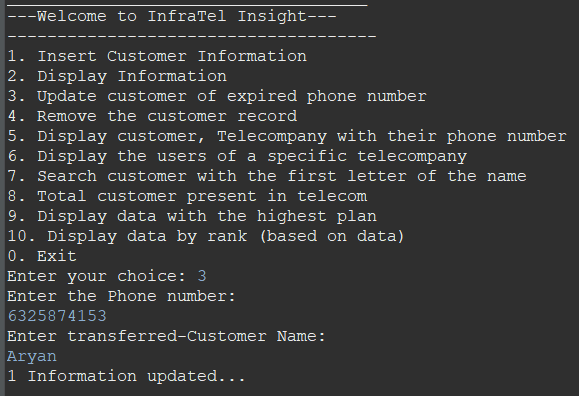 ---Welcome to InfraTel Insight---
-------------------------------------
1. Insert Customer Information
2. Display Information
3. Update customer of expired phone number
4. Remove the customer record
5. Display customer, Telecompany with their phone number
6. Display the users of a specific telecompany
7. Search customer with the first letter of the name
8. Total customer present in telecom
9. Display data with the highest plan
10. Display data by rank (based on data)
0. Exit
Enter your choice: 3
Enter the Phone number:
6325874153
Enter transferred-Customer Name:
Aryan
1 Information updated...